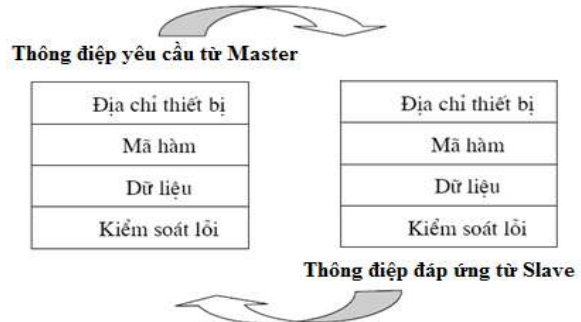 Thông điệp yêu cầu từ Master
Địa chỉ thiết bị
Mã hàm
Dữ liệu
Kiểm soát lỗi
Địa chỉ thiết bị
Mã hàm
Dữ liệu
Kiểm soát lỗi
Thông điệp đáp ứng từ Slave